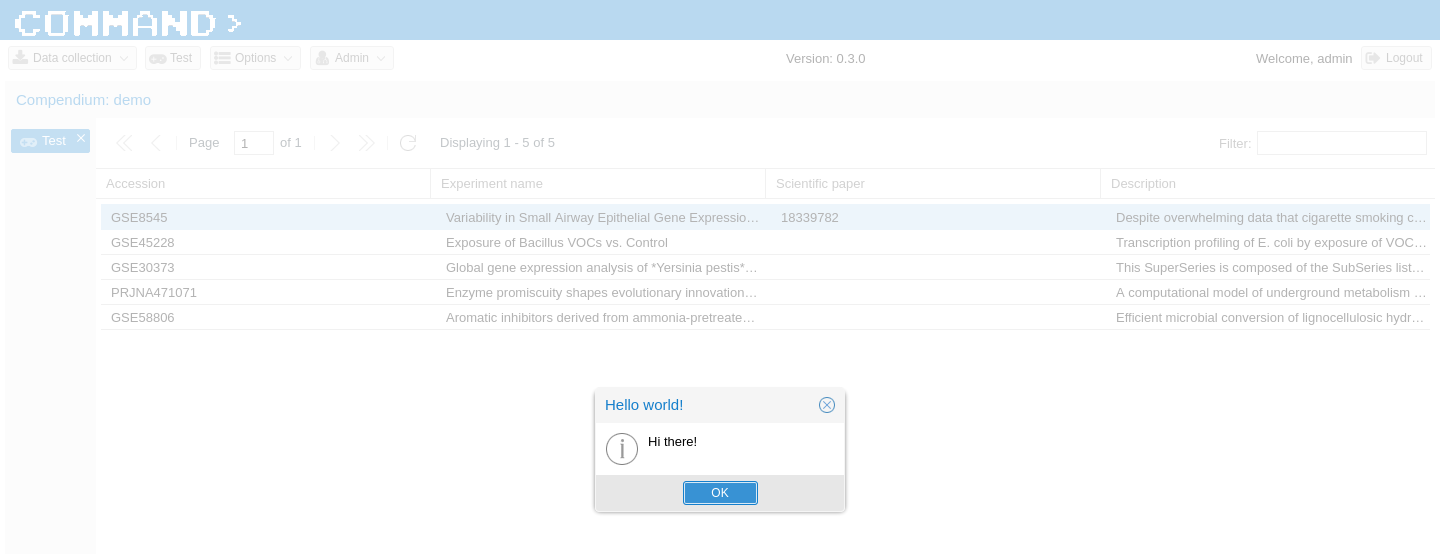 COMMAND >
Data collection Test Options Admin Version: 0.3.0 Welcome, admin Logout
Compendium: demo
Test Page 1 of 1 Displaying 1 - 5 of 5 Filter:
Accession Experiment name Scientific paper Description
GSE8545 Variability in Small Airway Epithelial Gene Expressio… 18339782 Despite overwhelming data that cigarette smoking c…
GSE45228 Exposure of Bacillus VOCs vs. Control Transcription profiling of E. coli by exposure of VOC…
GSE30373 Global gene expression analysis of *Yersinia pestis*… This SuperSeries is composed of the SubSeries list…
PRJNA471071 Enzyme promiscuity shapes evolutionary innovation… A computational model of underground metabolism …
GSE58806 Aromatic inhibitors derived from ammonia-pretreate… Efficient microbial conversion of lignocellulosic hydr…
Hello world!
Hi there!
OK